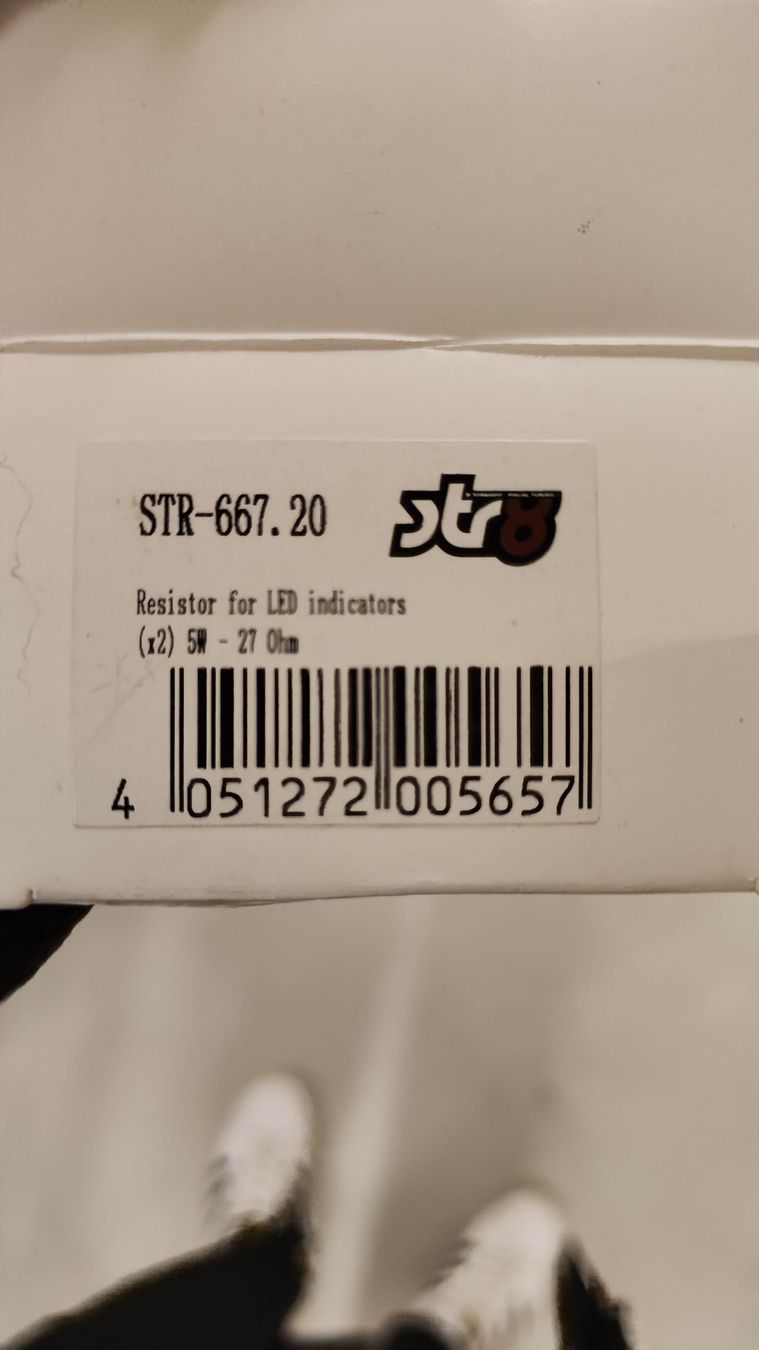 STR-667.20
str8
Resistor for LED indicators
(x2) 5W - 27 Ohm
4 051272 005657